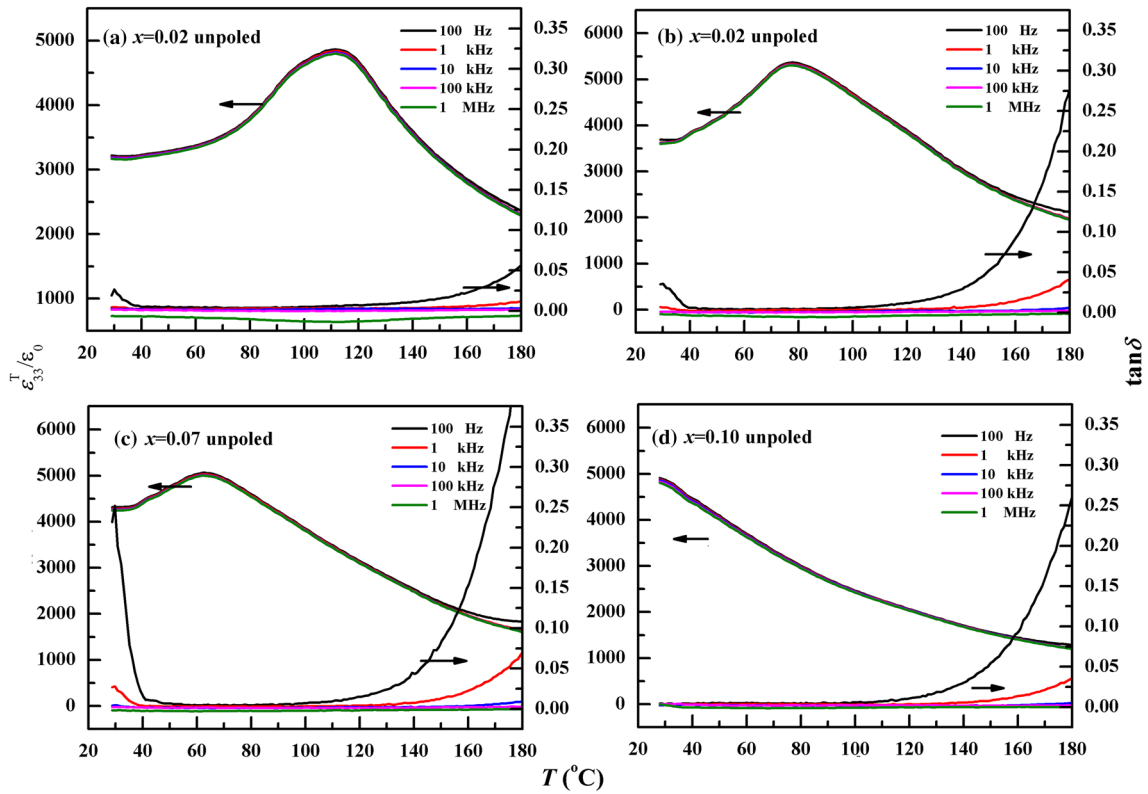 (a) x=0.02 unpoled
100 Hz
1 kHz
10 kHz
100 kHz
1 MHz
5000
4000
3000
2000
1000
0.35
0.30
0.25
0.20
0.15
0.10
0.05
0.00
20 40 60 80 100 120 140 160 180
(b) x=0.02 unpoled
100 Hz
1 kHz
10 kHz
100 kHz
1 MHz
6000
5000
4000
3000
2000
1000
0
0.35
0.30
0.25
0.20
0.15
0.10
0.05
0.00
20 40 60 80 100 120 140 160 180
ε₃₃ᵀ/ε₀
tanδ
(c) x=0.07 unpoled
100 Hz
1 kHz
10 kHz
100 kHz
1 MHz
6000
5000
4000
3000
2000
1000
0
0.35
0.30
0.25
0.20
0.15
0.10
0.05
0.00
20 40 60 80 100 120 140 160 180
(d) x=0.10 unpoled
100 Hz
1 kHz
10 kHz
100 kHz
1 MHz
6000
5000
4000
3000
2000
1000
0
0.35
0.30
0.25
0.20
0.15
0.10
0.05
0.00
20 40 60 80 100 120 140 160 180
T (°C)